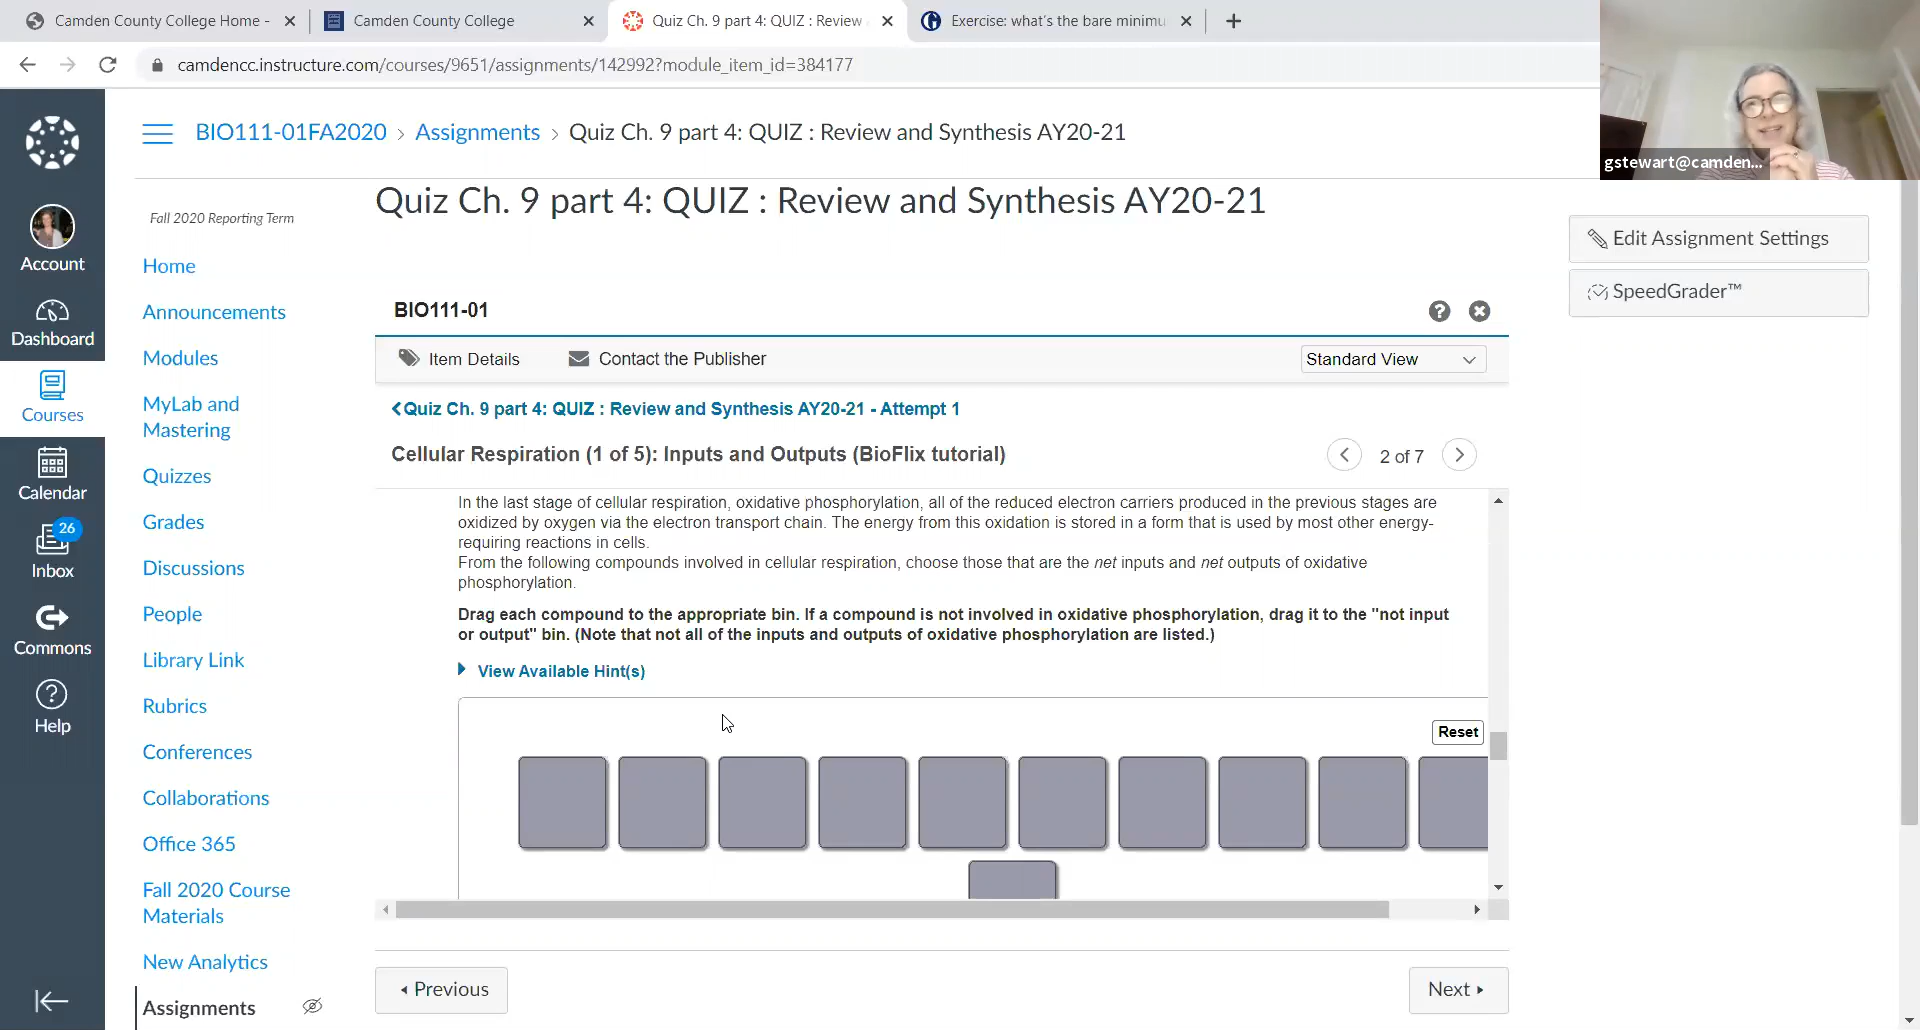 Camden County College Home -
Camden County College
Quiz Ch. 9 part 4: QUIZ : Review
Exercise: what's the bare minimu
camdencc.instructure.com/courses/9651/assignments/142992?module_item_id=384177
gstewart@camden...
BIO111-01FA2020 > Assignments > Quiz Ch. 9 part 4: QUIZ : Review and Synthesis AY20-21
Account
Dashboard
Courses
Calendar
26
Inbox
Commons
Help
Fall 2020 Reporting Term
Home
Announcements
Modules
MyLab and
Mastering
Quizzes
Grades
Discussions
People
Library Link
Rubrics
Conferences
Collaborations
Office 365
Fall 2020 Course
Materials
New Analytics
Assignments
Quiz Ch. 9 part 4: QUIZ : Review and Synthesis AY20-21
Edit Assignment Settings
SpeedGrader™
BIO111-01
Item Details
Contact the Publisher
Standard View
Quiz Ch. 9 part 4: QUIZ : Review and Synthesis AY20-21 - Attempt 1
Cellular Respiration (1 of 5): Inputs and Outputs (BioFlix tutorial)
2 of 7
In the last stage of cellular respiration, oxidative phosphorylation, all of the reduced electron carriers produced in the previous stages are
oxidized by oxygen via the electron transport chain. The energy from this oxidation is stored in a form that is used by most other energy-
requiring reactions in cells.
From the following compounds involved in cellular respiration, choose those that are the net inputs and net outputs of oxidative
phosphorylation.
Drag each compound to the appropriate bin. If a compound is not involved in oxidative phosphorylation, drag it to the "not input
or output" bin. (Note that not all of the inputs and outputs of oxidative phosphorylation are listed.)
View Available Hint(s)
Reset
Previous
Next